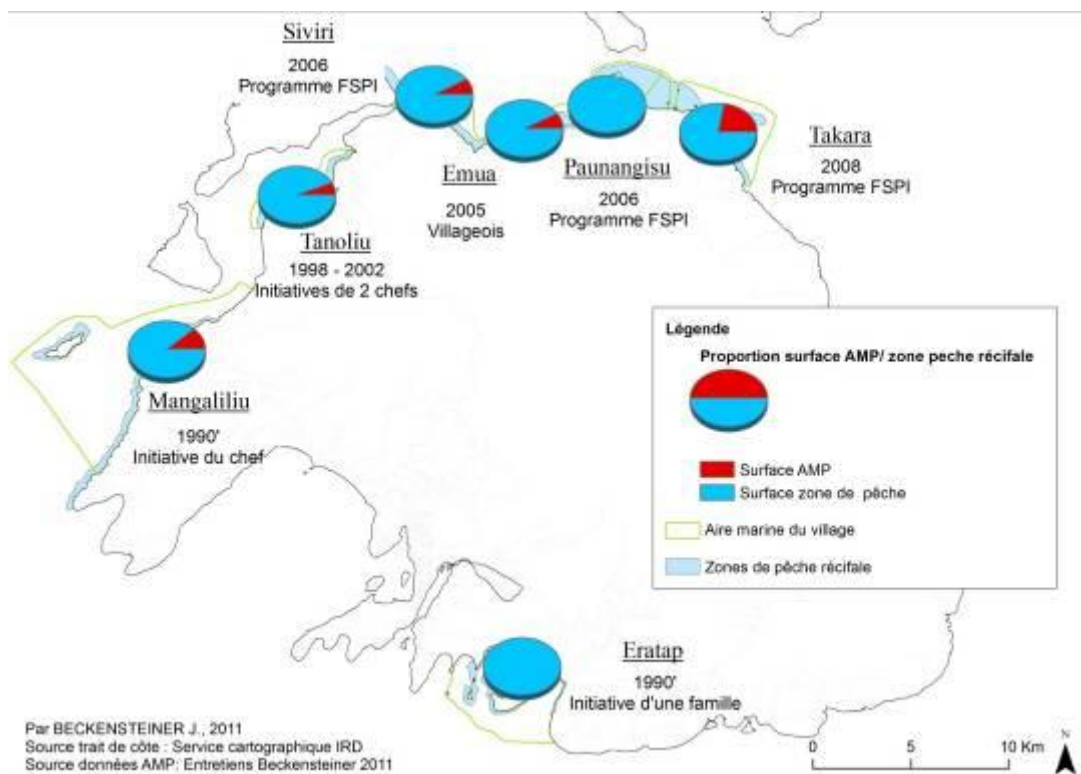 Siviri
2006
Programme FSPI
Emua
2005
Villageois
Paunangisu
2006
Programme FSPI
Takara
2008
Programme FSPI
Tanoliu
1998 - 2002
Initiatives de 2 chefs
Mangaliliu
1990'
Initiative du chef
Légende
Proportion surface AMP/ zone peche récifale
Surface AMP
Surface zone de pêche
Aire marine du village
Zones de pêche récifale
Eratap
1990'
Initiative d'une famille
Par BECKENSTEINER J., 2011
Source trait de côte : Service cartographique IRD
Source données AMP: Entretiens Beckensteiner 2011
0 5 10 Km
N